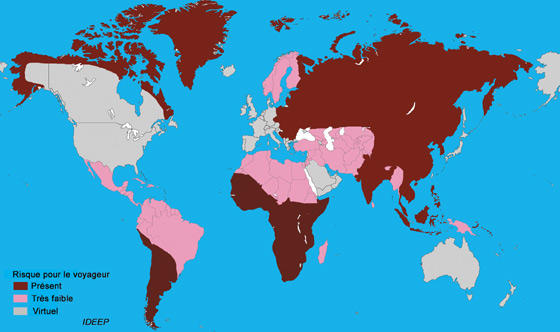 Risque pour le voyageur
Présent
Très faible
Virtuel
IDEEP